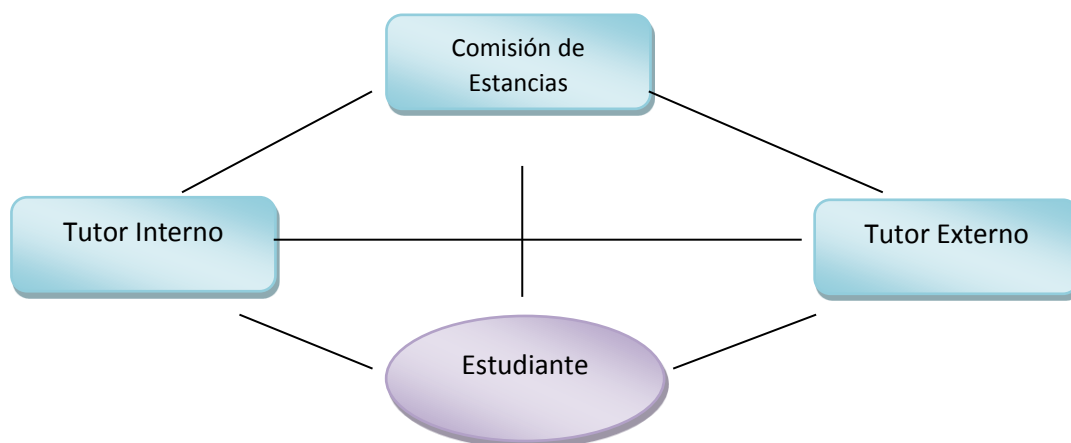 Comisión de
Estancias
Tutor Interno
Tutor Externo
Estudiante